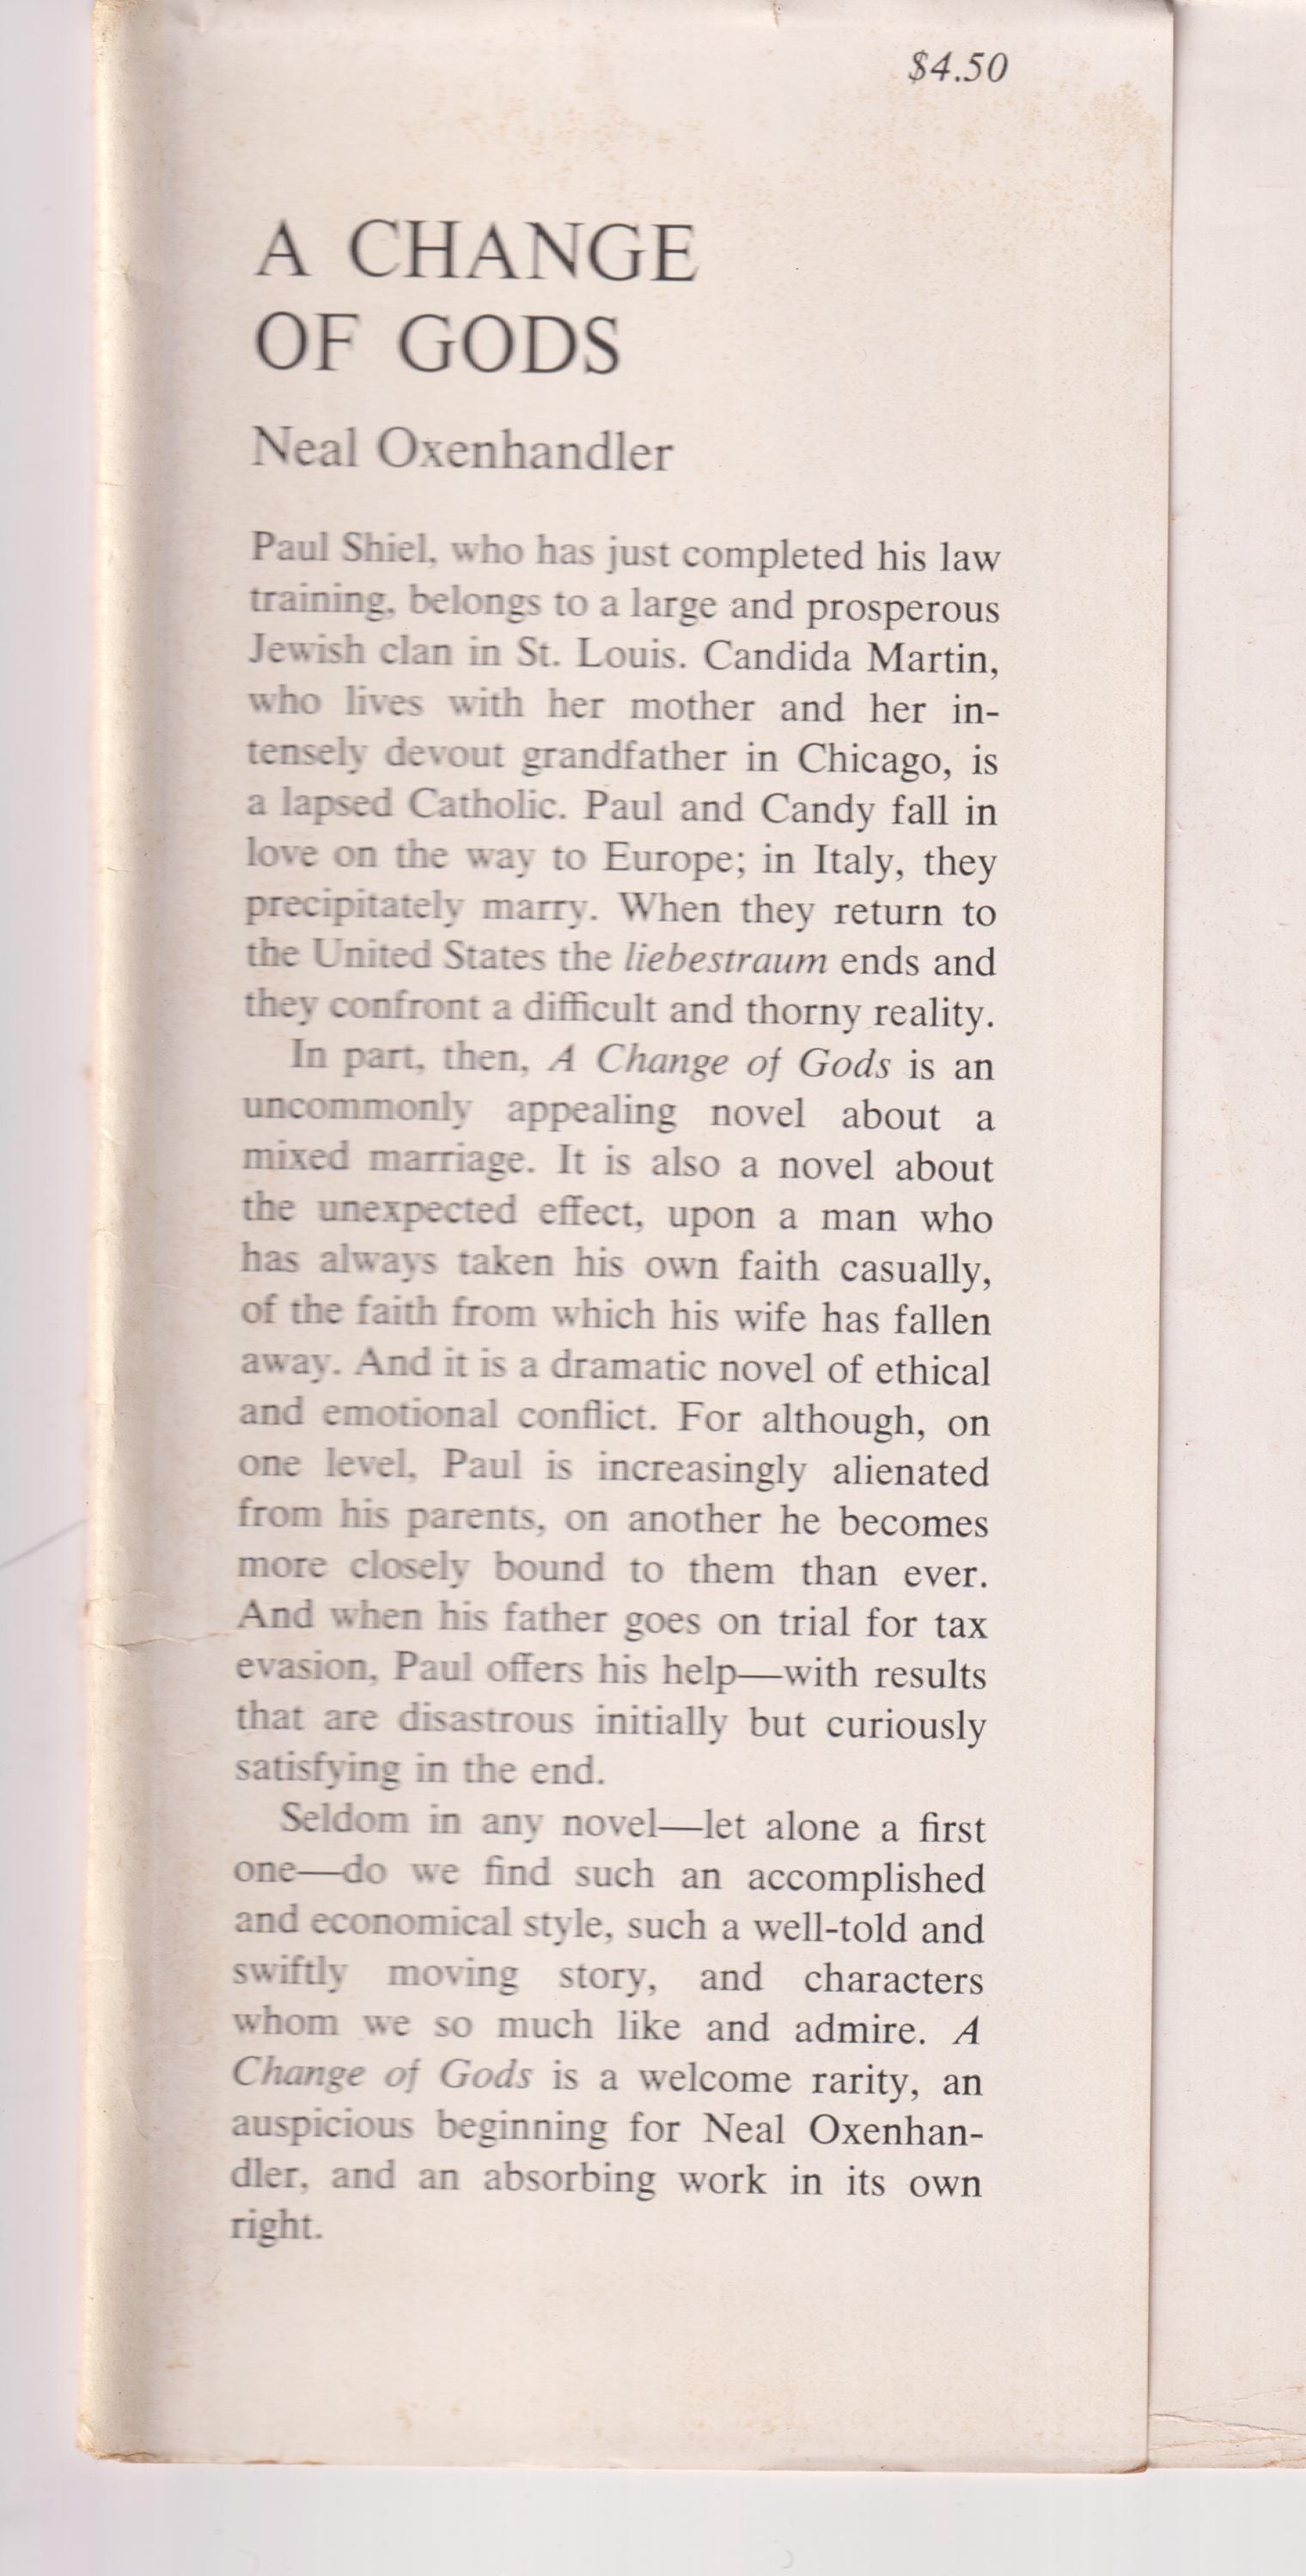 $4.50
A CHANGE
OF GODS
Neal Oxenhandler
Paul Shiel, who has just completed his law
training, belongs to a large and prosperous
Jewish clan in St. Louis. Candida Martin,
who lives with her mother and her in-
tensely devout grandfather in Chicago, is
a lapsed Catholic. Paul and Candy fall in
love on the way to Europe; in Italy, they
precipitately marry. When they return to
the United States the liebestraum ends and
they confront a difficult and thorny reality.
In part, then, A Change of Gods is an
uncommonly appealing novel about a
mixed marriage. It is also a novel about
the unexpected effect, upon a man who
has always taken his own faith casually,
of the faith from which his wife has fallen
away. And it is a dramatic novel of ethical
and emotional conflict. For although, on
one level, Paul is increasingly alienated
from his parents, on another he becomes
more closely bound to them than ever.
And when his father goes on trial for tax
evasion, Paul offers his help—with results
that are disastrous initially but curiously
satisfying in the end.
Seldom in any novel—let alone a first
one—do we find such an accomplished
and economical style, such a well-told and
swiftly moving story, and characters
whom we so much like and admire. A
Change of Gods is a welcome rarity, an
auspicious beginning for Neal Oxenhan-
dler, and an absorbing work in its own
right.